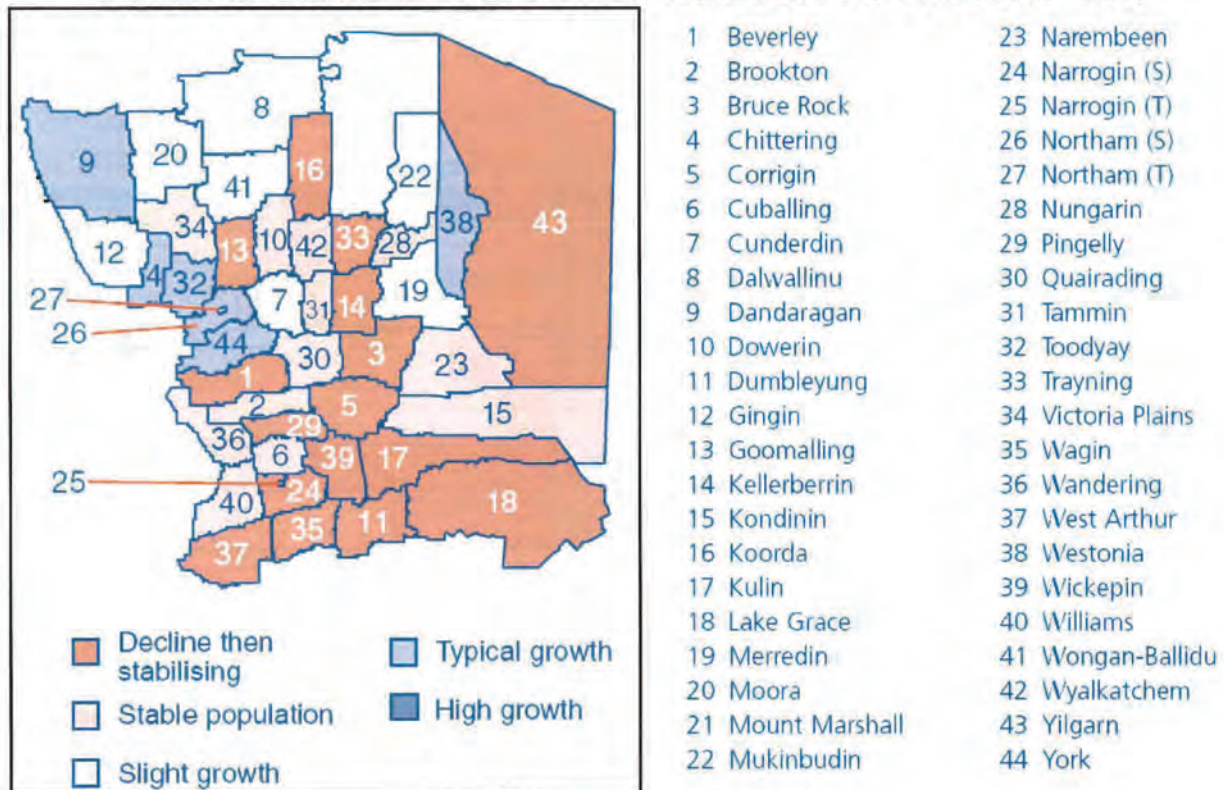 9
20
8
41
16
22
38
43
34
12
13
10
42
33
28
4
32
27
7
31
14
19
26
44
30
3
23
1
2
5
15
29
36
6
39
17
25
24
40
18
35
11
37
Decline then
stabilising
Stable population
Slight growth
Typical growth
High growth
1 Beverley
2 Brookton
3 Bruce Rock
4 Chittering
5 Corrigin
6 Cuballing
7 Cunderdin
8 Dalwallinu
9 Dandaragan
10 Dowerin
11 Dumbleyung
12 Gingin
13 Goomalling
14 Kellerberrin
15 Kondinin
16 Koorda
17 Kulin
18 Lake Grace
19 Merredin
20 Moora
21 Mount Marshall
22 Mukinbudin
23 Narembeen
24 Narrogin (S)
25 Narrogin (T)
26 Northam (S)
27 Northam (T)
28 Nungarin
29 Pingelly
30 Quairading
31 Tammin
32 Toodyay
33 Trayning
34 Victoria Plains
35 Wagin
36 Wandering
37 West Arthur
38 Westonia
39 Wickepin
40 Williams
41 Wongan-Ballidu
42 Wyalkatchem
43 Yilgarn
44 York